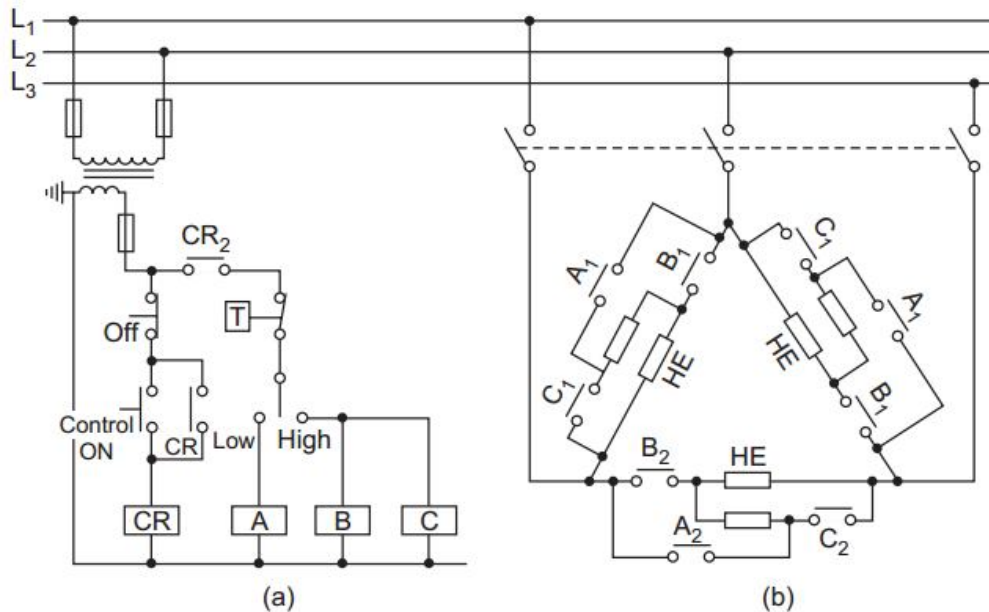 L₁
L₂
L₃
CR₂
T
Off
Control
ON
CR
Low
High
CR
A
B
C
(a)
A₁
B₁
C₁
HE
C₁
A₁
HE
B₁
B₂
HE
A₂
C₂
(b)